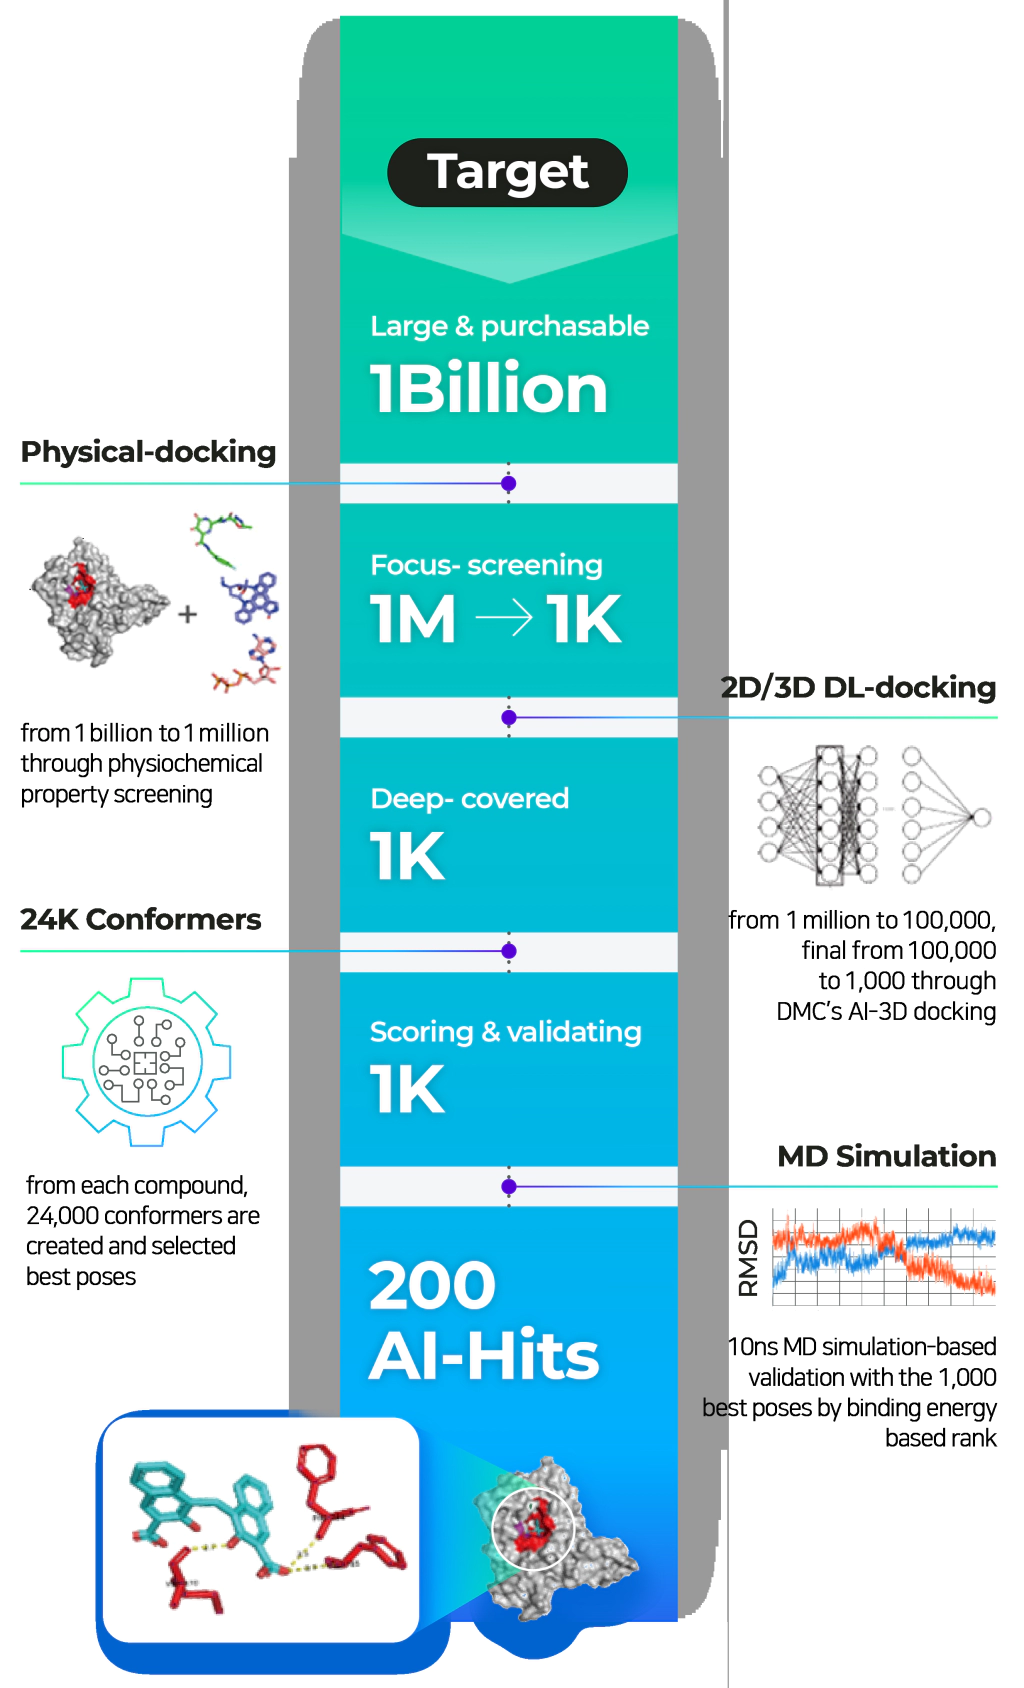 Target
Large & purchasable
1Billion
Physical-docking
+
from 1 billion to 1 million
through physiochemical
property screening
Focus- screening
1M → 1K
2D/3D DL-docking
from 1 million to 100,000,
final from 100,000
to 1,000 through
DMC's AI-3D docking
Deep- covered
1K
24K Conformers
from each compound,
24,000 conformers are
created and selected
best poses
Scoring & validating
1K
MD Simulation
RMSD
10ns MD simulation-based
validation with the 1,000
best poses by binding energy
based rank
200
AI-Hits